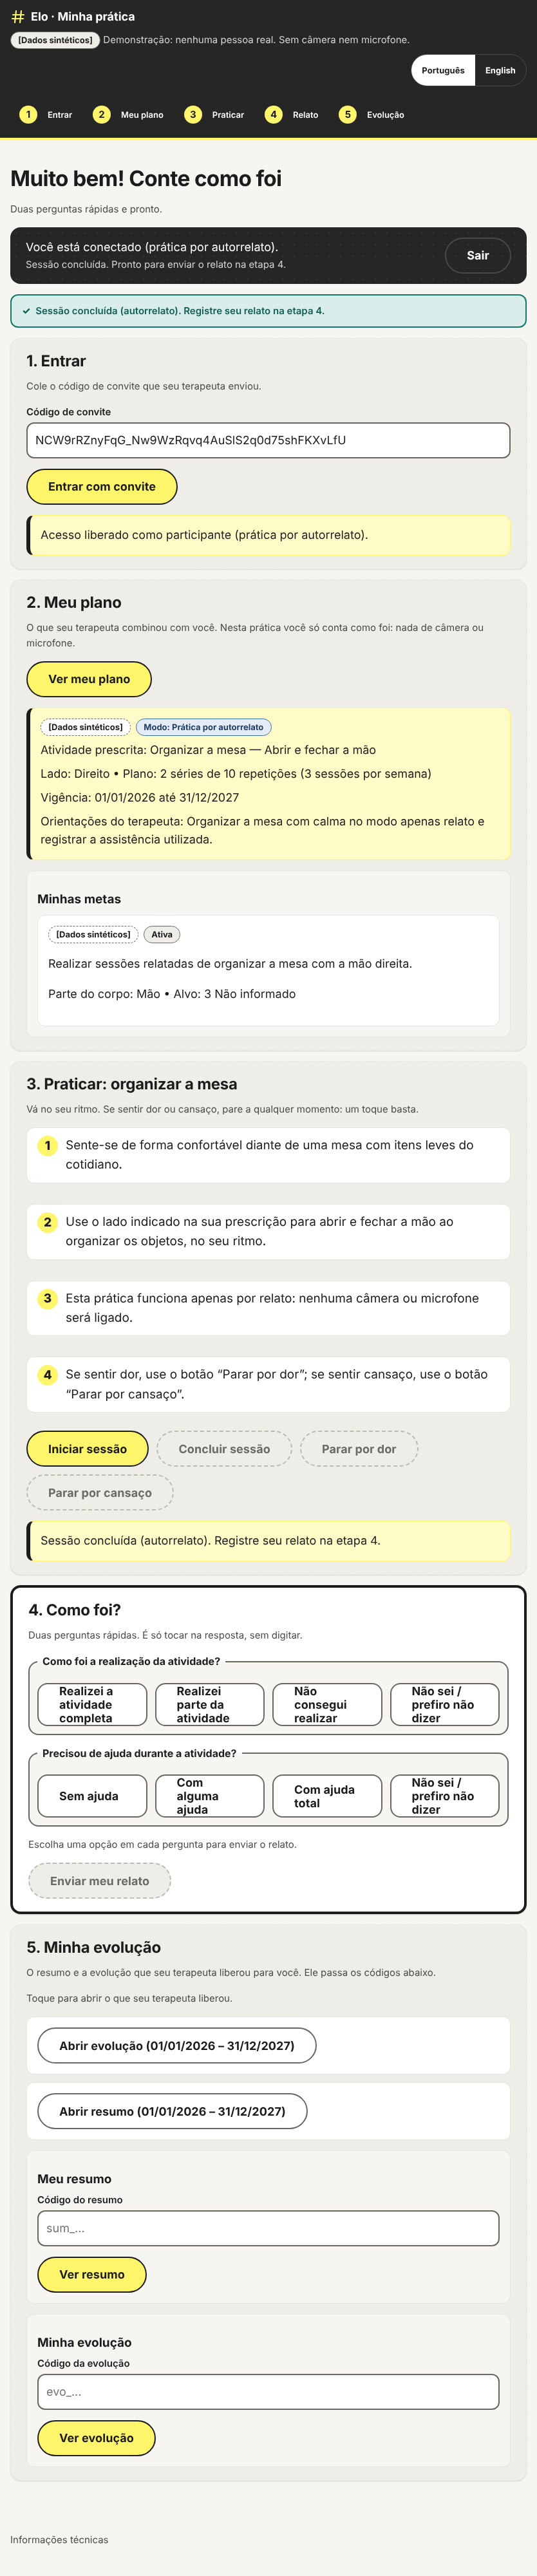 Elo · Minha prática
[Dados sintéticos] Demonstração: nenhuma pessoa real. Sem câmera nem microfone.
Português English
1 Entrar 2 Meu plano 3 Praticar 4 Relato 5 Evolução
Muito bem! Conte como foi
Duas perguntas rápidas e pronto.
Você está conectado (prática por autorrelato).
Sessão concluída. Pronto para enviar o relato na etapa 4.
Sair
✓ Sessão concluída (autorrelato). Registre seu relato na etapa 4.
1. Entrar
Cole o código de convite que seu terapeuta enviou.
Código de convite
NCW9rRZnyFqG_Nw9WzRqvq4AuSlS2q0d75shFKXvLfU
Entrar com convite
Acesso liberado como participante (prática por autorrelato).
2. Meu plano
O que seu terapeuta combinou com você. Nesta prática você só conta como foi: nada de câmera ou
microfone.
Ver meu plano
[Dados sintéticos] Modo: Prática por autorrelato
Atividade prescrita: Organizar a mesa — Abrir e fechar a mão
Lado: Direito • Plano: 2 séries de 10 repetições (3 sessões por semana)
Vigência: 01/01/2026 até 31/12/2027
Orientações do terapeuta: Organizar a mesa com calma no modo apenas relato e
registrar a assistência utilizada.
Minhas metas
[Dados sintéticos] Ativa
Realizar sessões relatadas de organizar a mesa com a mão direita.
Parte do corpo: Mão • Alvo: 3 Não informado
3. Praticar: organizar a mesa
Vá no seu ritmo. Se sentir dor ou cansaço, pare a qualquer momento: um toque basta.
1 Sente-se de forma confortável diante de uma mesa com itens leves do
cotidiano.
2 Use o lado indicado na sua prescrição para abrir e fechar a mão ao
organizar os objetos, no seu ritmo.
3 Esta prática funciona apenas por relato: nenhuma câmera ou microfone
será ligado.
4 Se sentir dor, use o botão “Parar por dor”; se sentir cansaço, use o botão
“Parar por cansaço”.
Iniciar sessão Concluir sessão Parar por dor
Parar por cansaço
Sessão concluída (autorrelato). Registre seu relato na etapa 4.
4. Como foi?
Duas perguntas rápidas. É só tocar na resposta, sem digitar.
Como foi a realização da atividade?
Realizei a
atividade
completa
Realizei
parte da
atividade
Não
consegui
realizar
Não sei /
prefiro não
dizer
Precisou de ajuda durante a atividade?
Sem ajuda
Com
alguma
ajuda
Com ajuda
total
Não sei /
prefiro não
dizer
Escolha uma opção em cada pergunta para enviar o relato.
Enviar meu relato
5. Minha evolução
O resumo e a evolução que seu terapeuta liberou para você. Ele passa os códigos abaixo.
Toque para abrir o que seu terapeuta liberou.
Abrir evolução (01/01/2026 – 31/12/2027)
Abrir resumo (01/01/2026 – 31/12/2027)
Meu resumo
Código do resumo
sum_...
Ver resumo
Minha evolução
Código da evolução
evo_...
Ver evolução
Informações técnicas